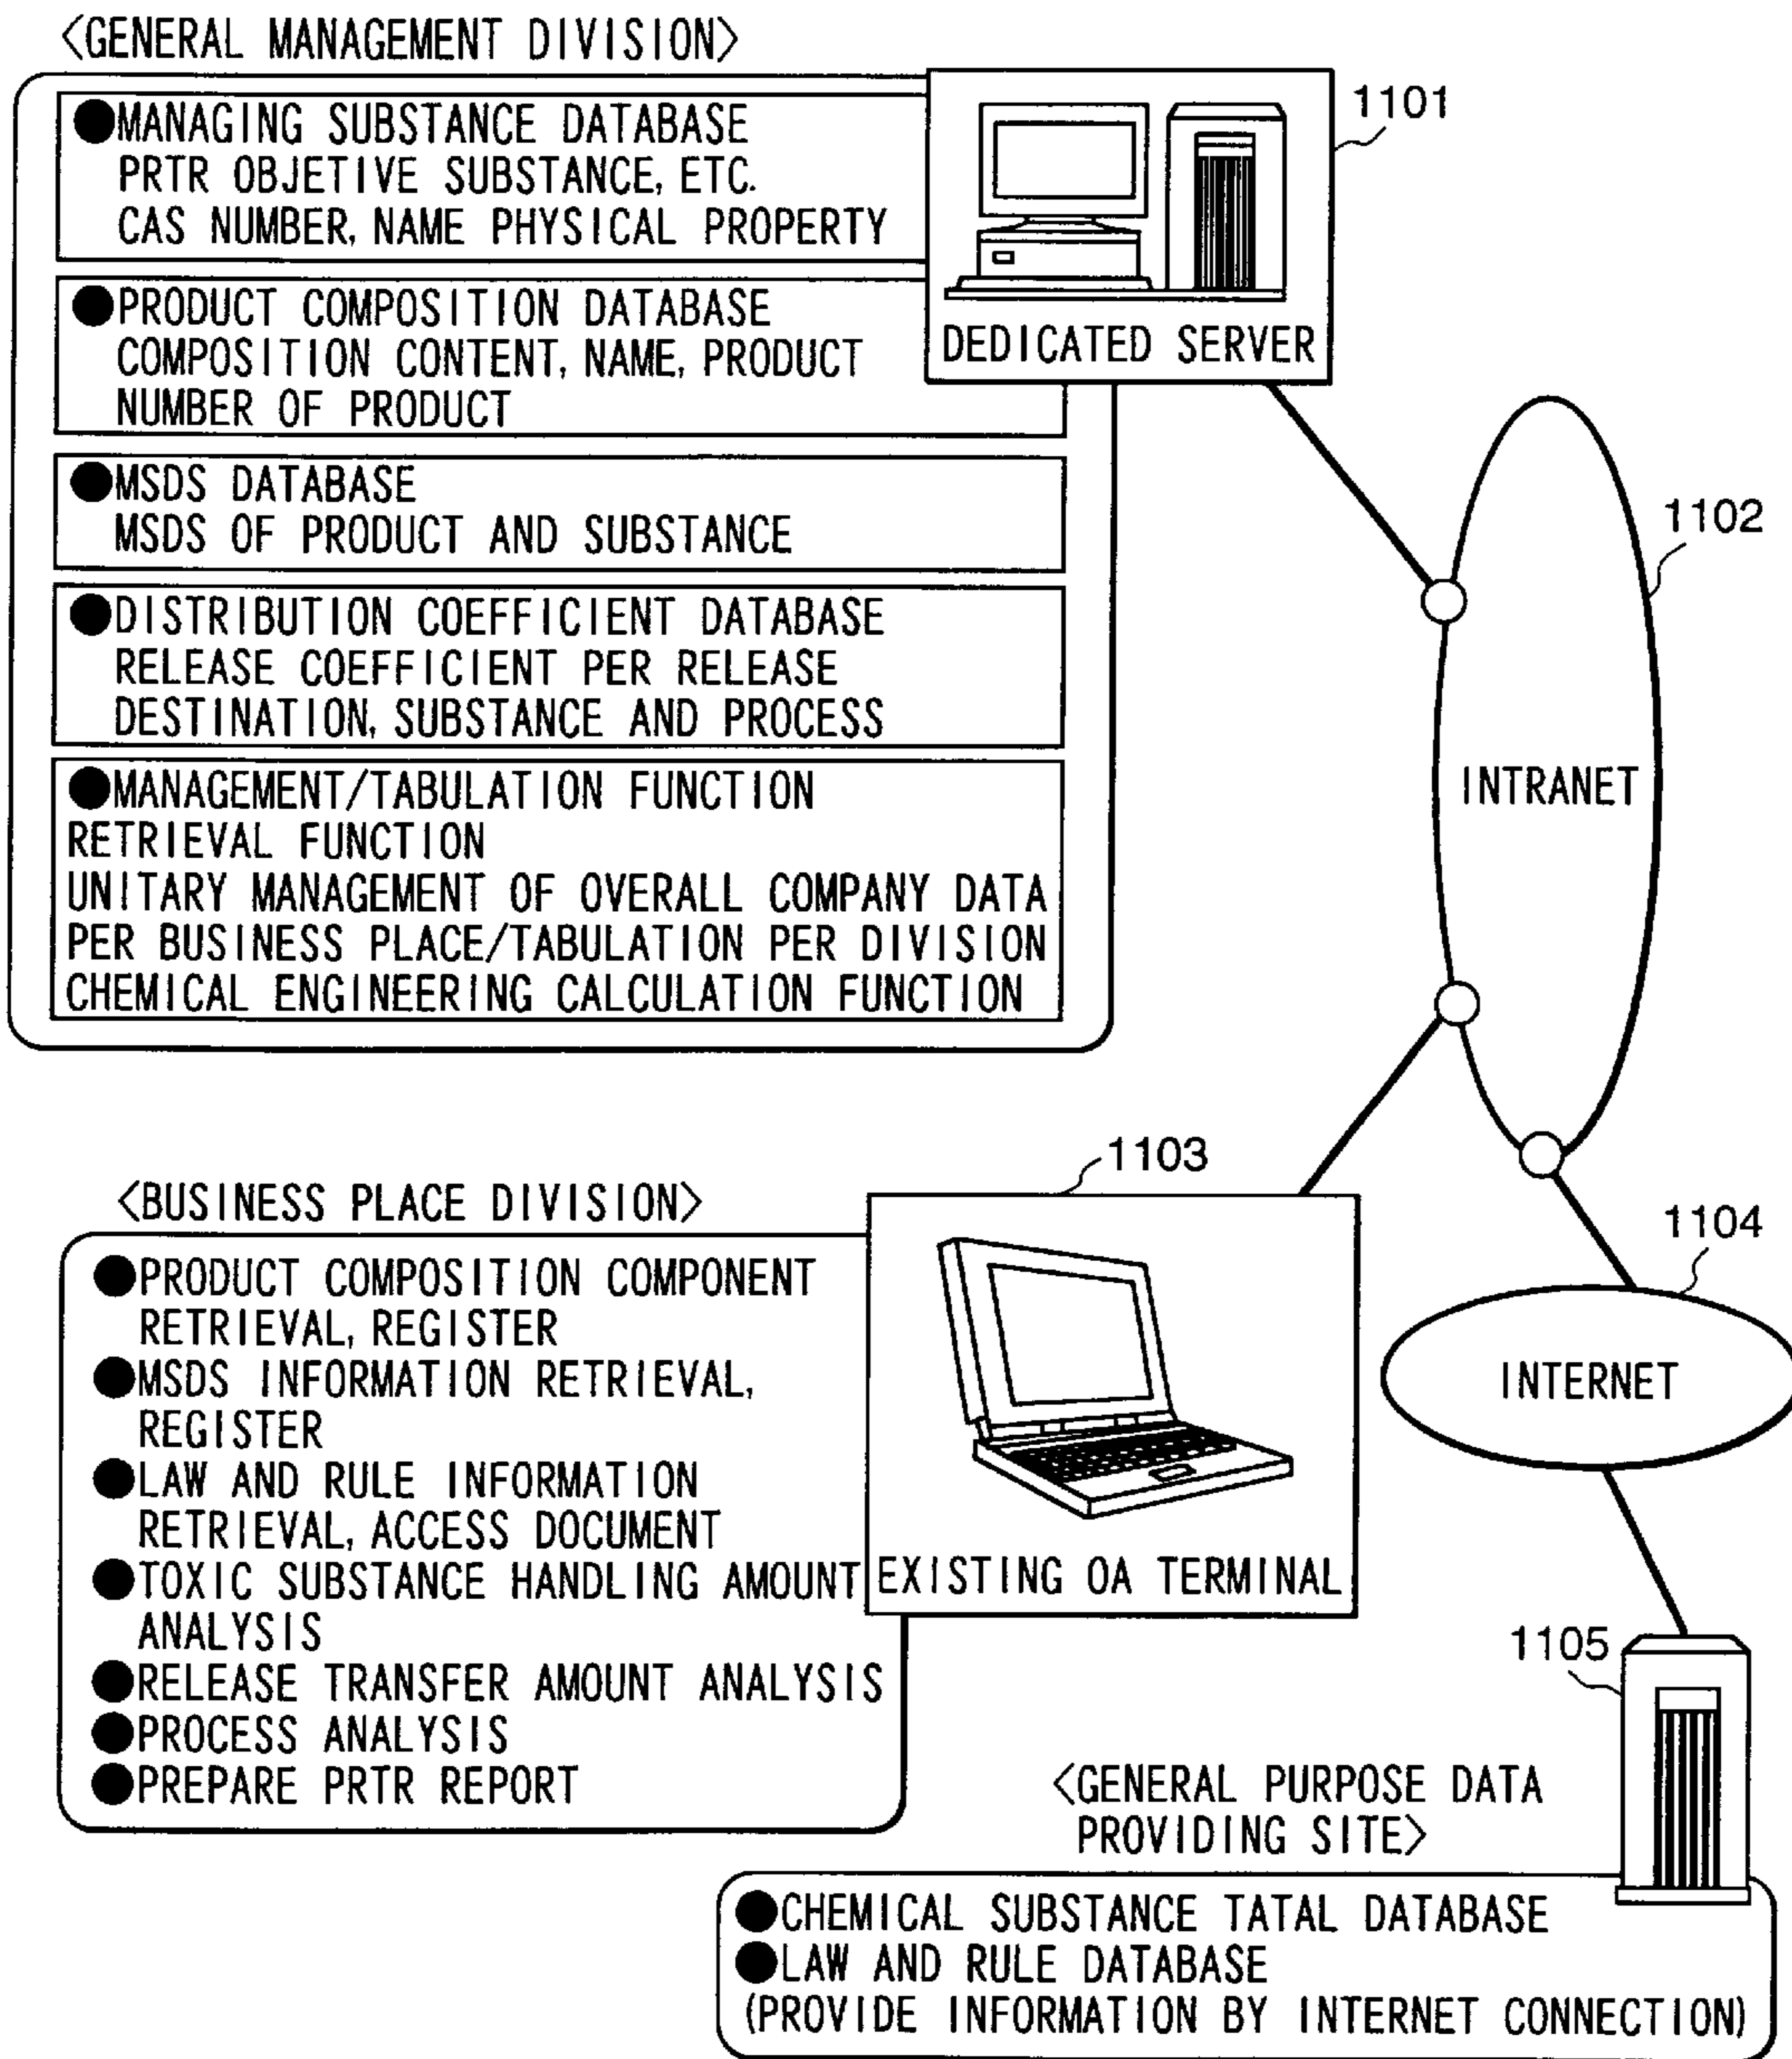 <GENERAL MANAGEMENT DIVISION>
●MANAGING SUBSTANCE DATABASE
PRTR OBJETIVE SUBSTANCE, ETC.
CAS NUMBER, NAME PHYSICAL PROPERTY
●PRODUCT COMPOSITION DATABASE
COMPOSITION CONTENT, NAME, PRODUCT
NUMBER OF PRODUCT
●MSDS DATABASE
MSDS OF PRODUCT AND SUBSTANCE
●DISTRIBUTION COEFFICIENT DATABASE
RELEASE COEFFICIENT PER RELEASE
DESTINATION, SUBSTANCE AND PROCESS
●MANAGEMENT/TABULATION FUNCTION
RETRIEVAL FUNCTION
UNITARY MANAGEMENT OF OVERALL COMPANY DATA
PER BUSINESS PLACE/TABULATION PER DIVISION
CHEMICAL ENGINEERING CALCULATION FUNCTION
DEDICATED SERVER
1101
1102
INTRANET
<BUSINESS PLACE DIVISION>
●PRODUCT COMPOSITION COMPONENT
RETRIEVAL, REGISTER
●MSDS INFORMATION RETRIEVAL,
REGISTER
●LAW AND RULE INFORMATION
RETRIEVAL, ACCESS DOCUMENT
●TOXIC SUBSTANCE HANDLING AMOUNT
ANALYSIS
●RELEASE TRANSFER AMOUNT ANALYSIS
●PROCESS ANALYSIS
●PREPARE PRTR REPORT
1103
EXISTING OA TERMINAL
1104
INTERNET
1105
<GENERAL PURPOSE DATA
PROVIDING SITE>
●CHEMICAL SUBSTANCE TATAL DATABASE
●LAW AND RULE DATABASE
(PROVIDE INFORMATION BY INTERNET CONNECTION)